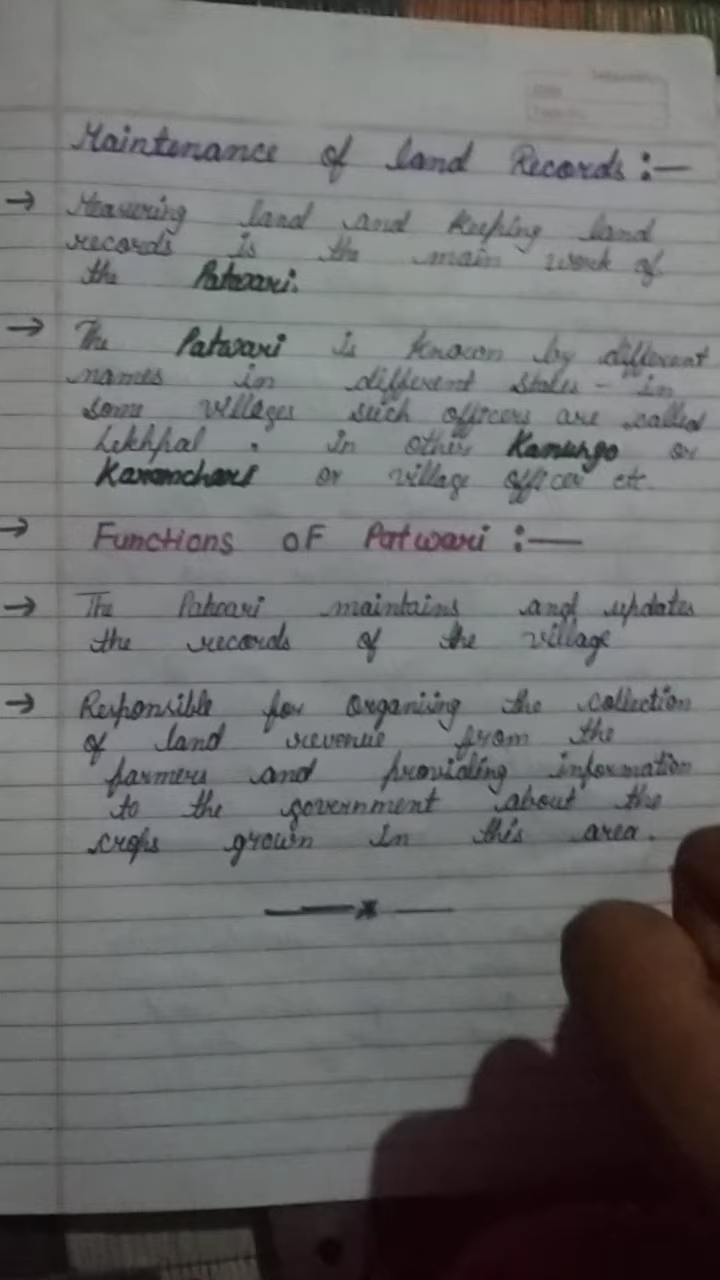 Maintenance of land Records :—
→ Measuring land and keeping land
records is the main work of
the Patwari.
→ The Patwari is known by different
names in different states - in
some villages such officers are called
Lekhpal . in others Kanungo or
Karamchari or village officer etc.
→ Functions of Patwari :—
→ The Patwari maintains and updates
the records of the village
→ Responsible for organising the collection
of land revenue from the
farmers and providing information
to the government about the
crops grown in this area.